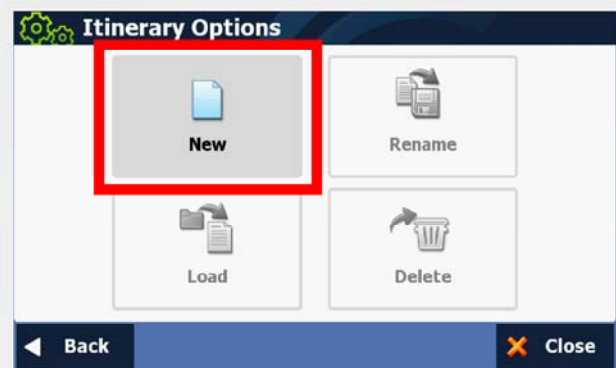 Itinerary Options
New
Rename
Load
Delete
Back
Close